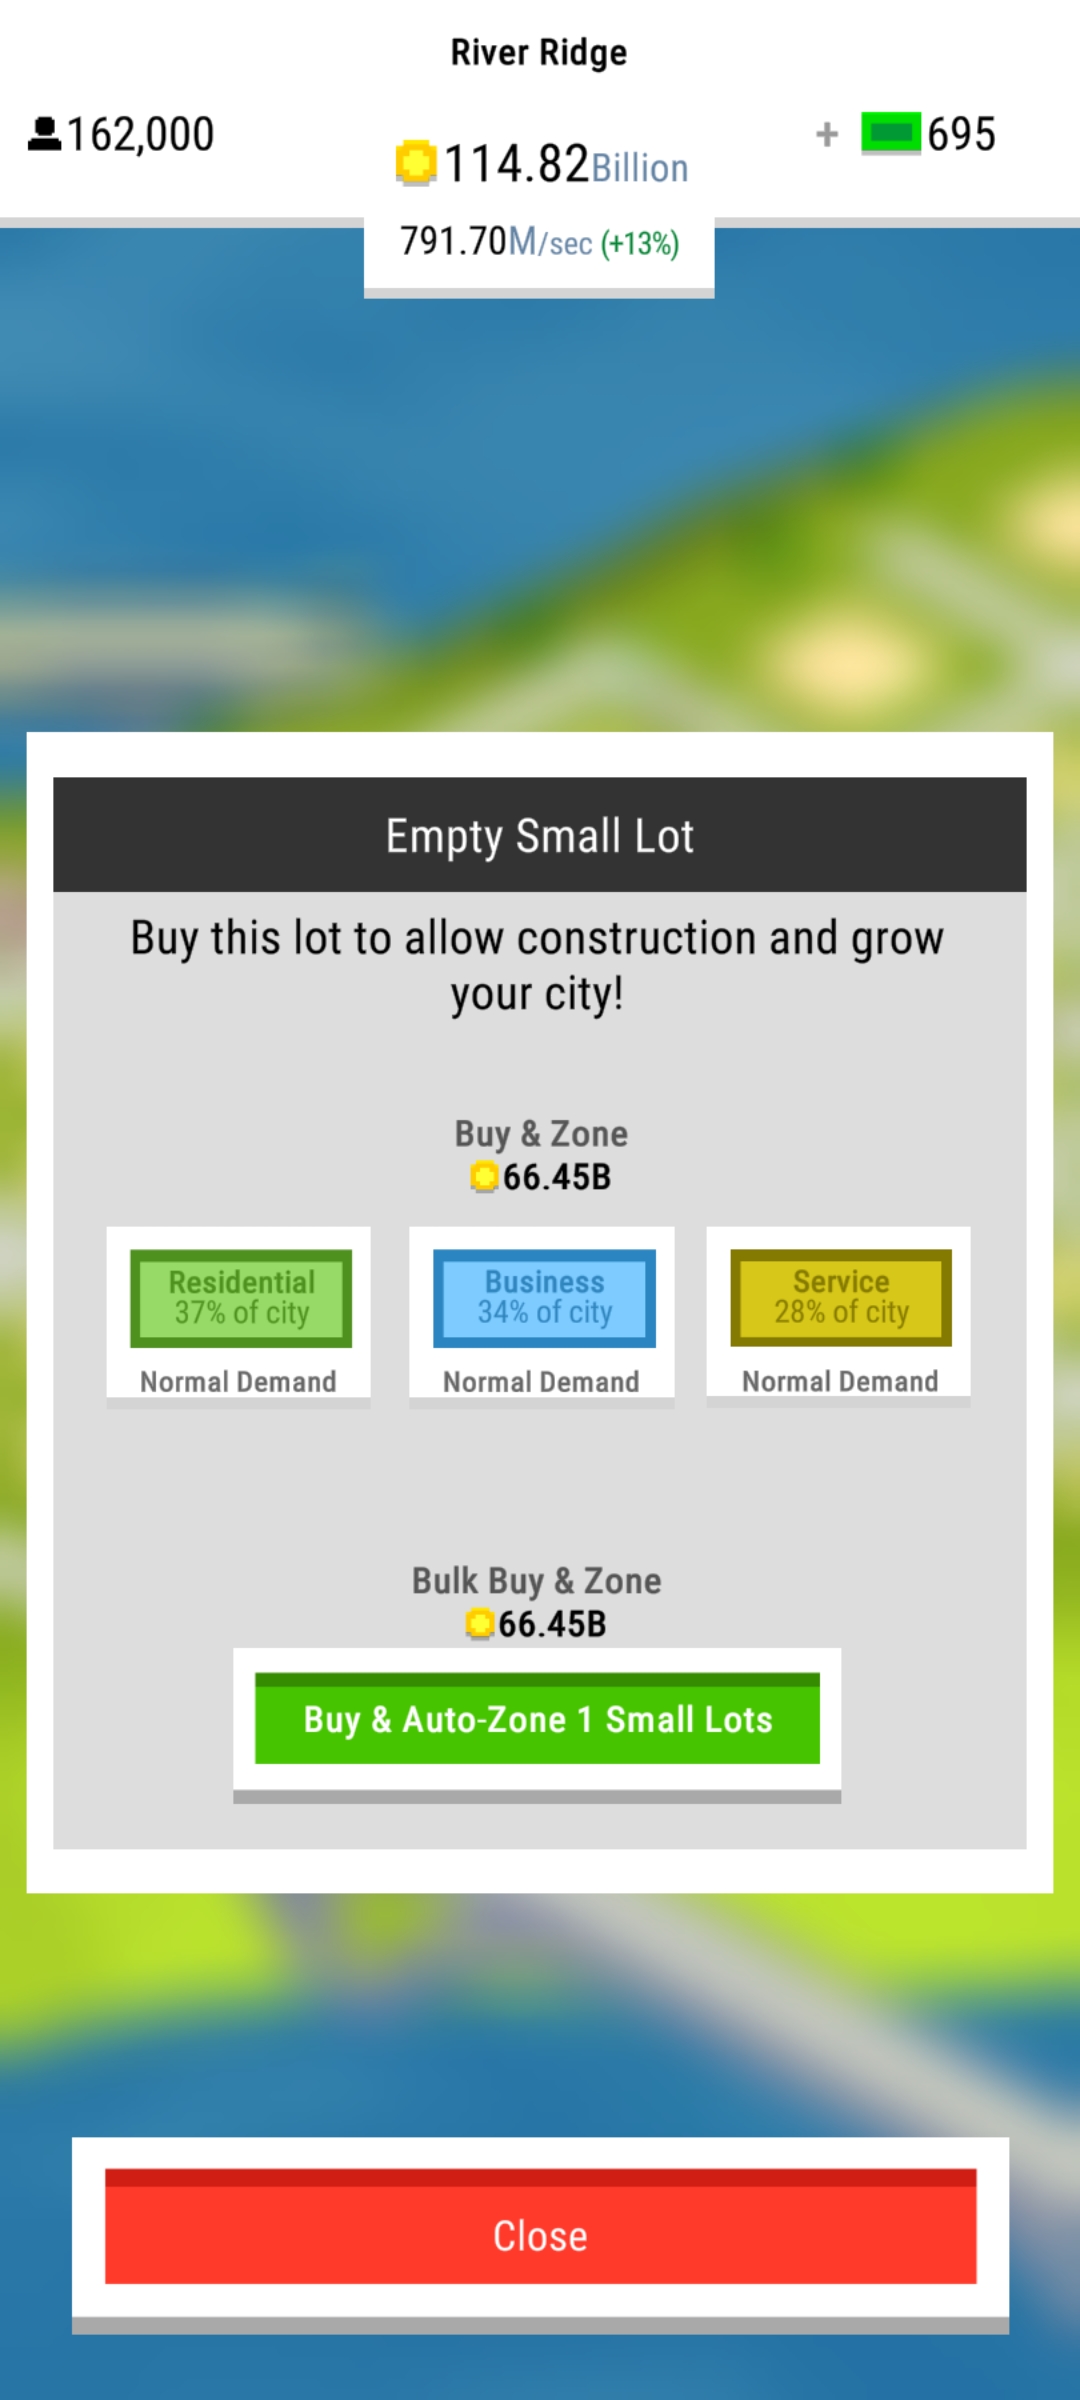 River Ridge
162,000
114.82Billion
+ 695
791.70M/sec (+13%)
Empty Small Lot
Buy this lot to allow construction and grow
your city!
Buy & Zone
66.45B
Residential
37% of city
Normal Demand
Business
34% of city
Normal Demand
Service
28% of city
Normal Demand
Bulk Buy & Zone
66.45B
Buy & Auto-Zone 1 Small Lots
Close